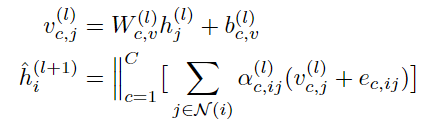 v_{c,j}^{(l)} = W_{c,v}^{(l)} h_j^{(l)} + b_{c,v}^{(l)}
\hat{h}_i^{(l+1)} = \Big\|_{c=1}^{C} \big[ \sum_{j \in \mathcal{N}(i)} \alpha_{c,ij}^{(l)} (v_{c,j}^{(l)} + e_{c,ij}) \big]